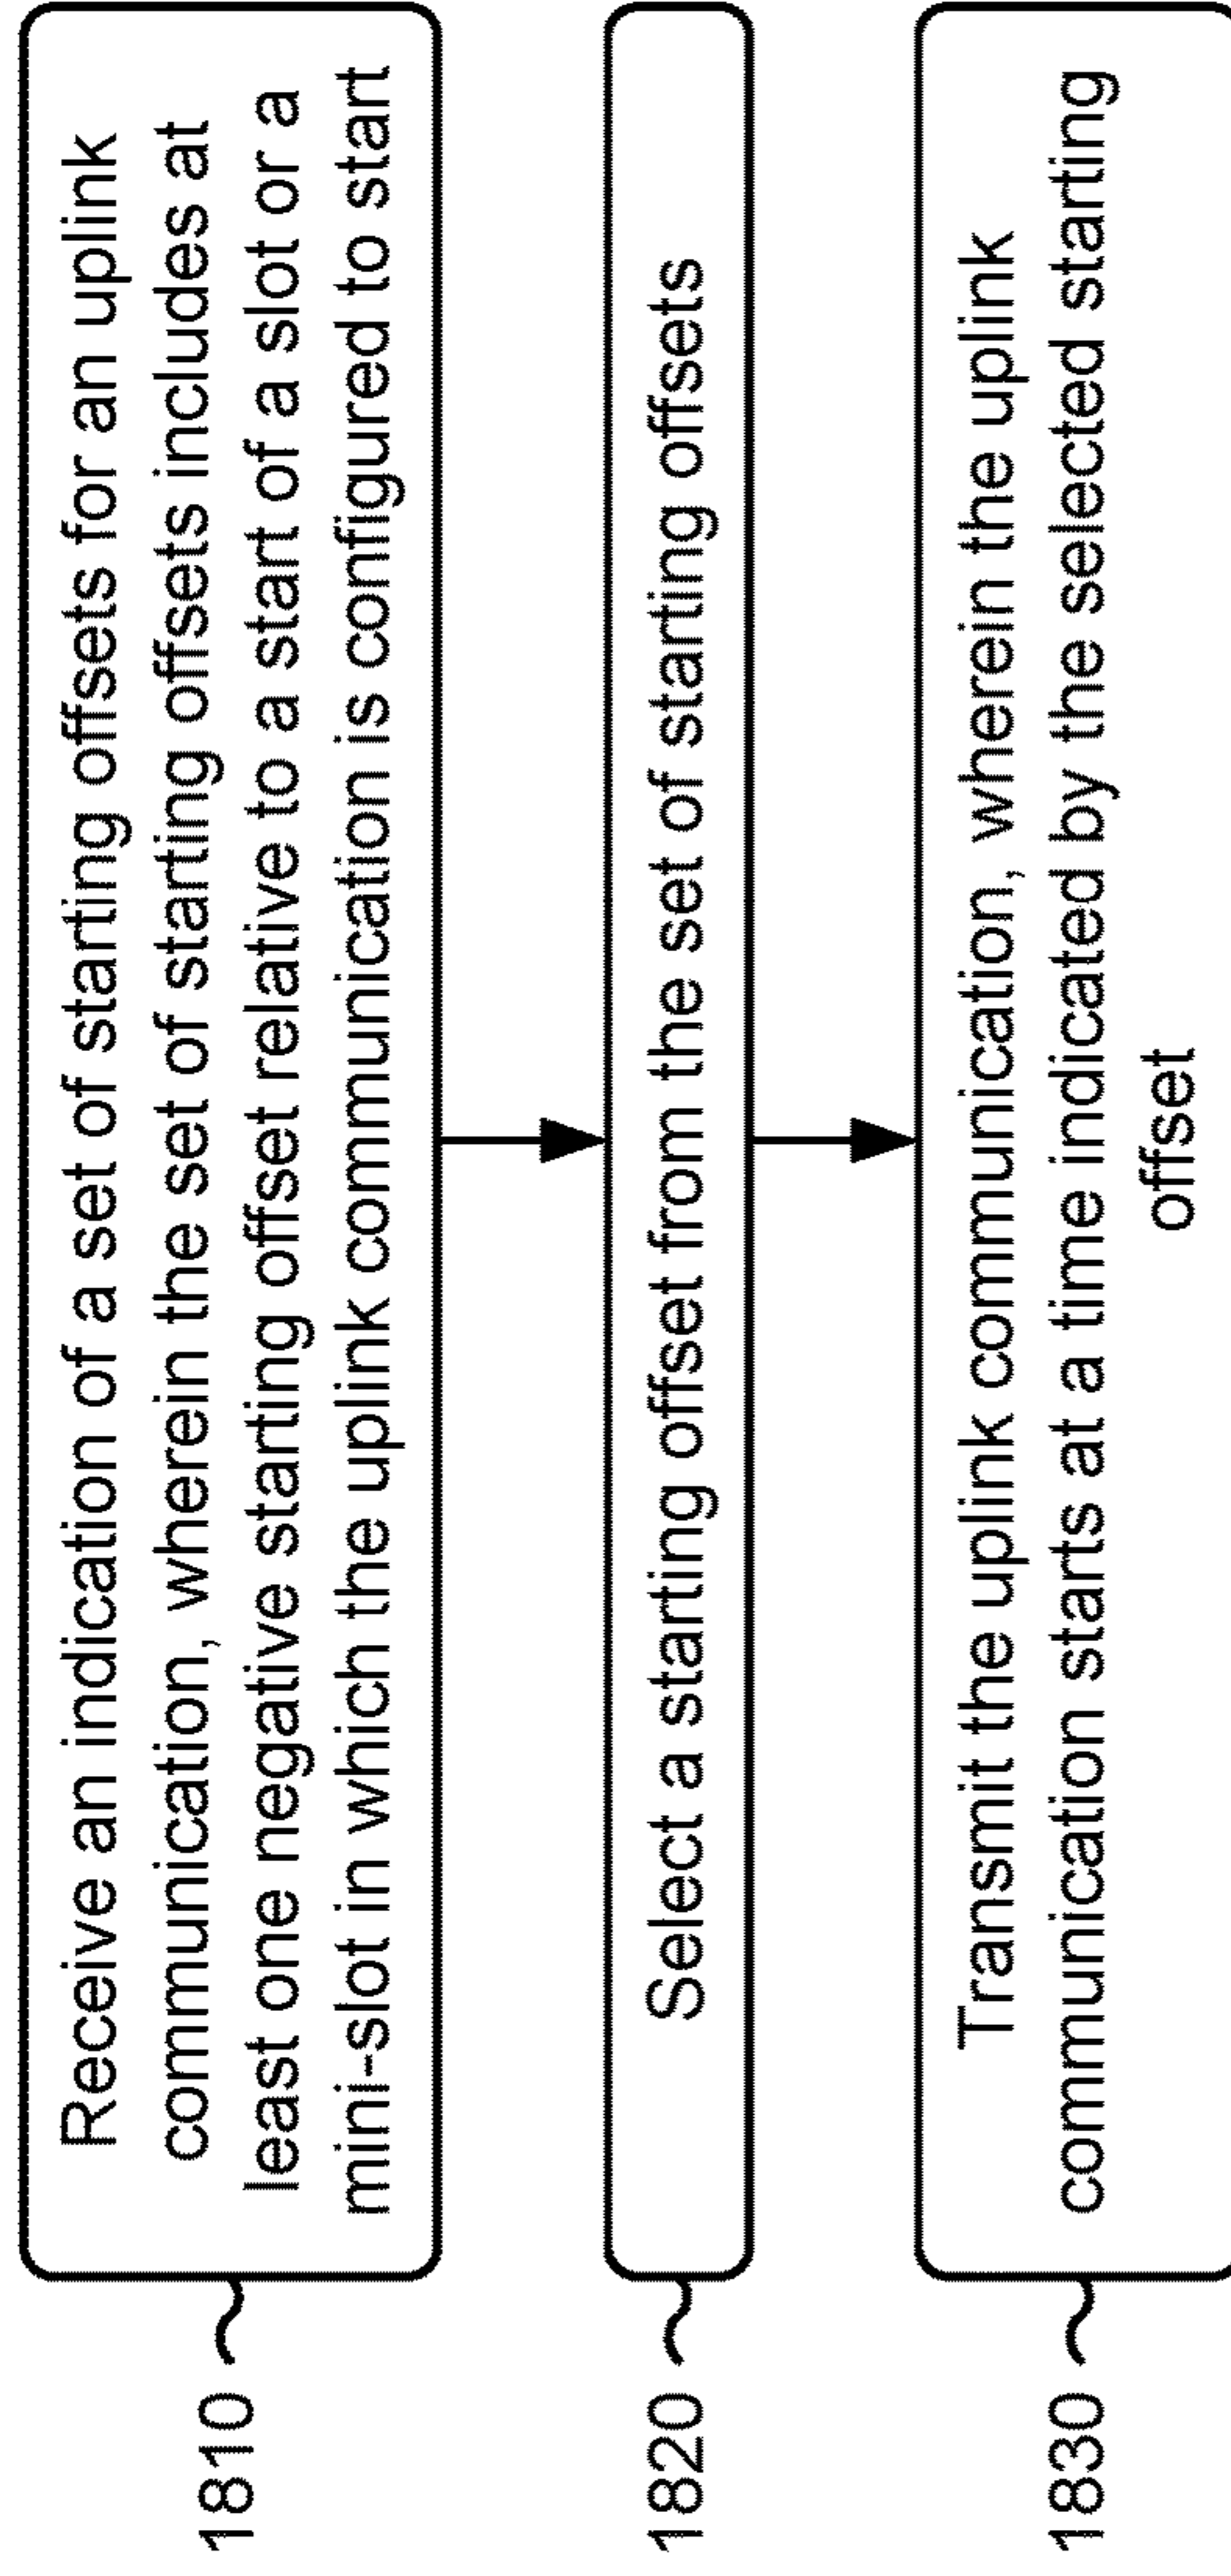 1810
Receive an indication of a set of starting offsets for an uplink
communication, wherein the set of starting offsets includes at
least one negative starting offset relative to a start of a slot or a
mini-slot in which the uplink communication is configured to start
1820
Select a starting offset from the set of starting offsets
1830
Transmit the uplink communication, wherein the uplink
communication starts at a time indicated by the selected starting
offset